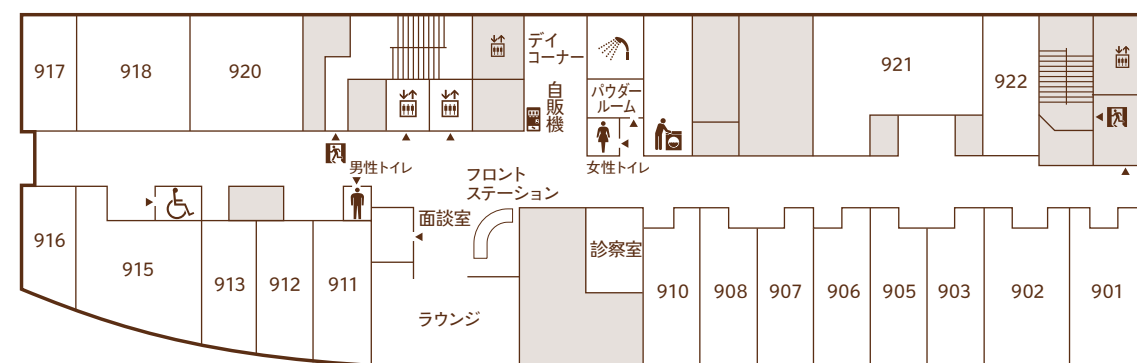 917
918
920
デイ
コーナー
自販機
パウダー
ルーム
921
922
男性トイレ
女性トイレ
フロント
ステーション
面談室
診察室
916
915
913
912
911
ラウンジ
910
908
907
906
905
903
902
901